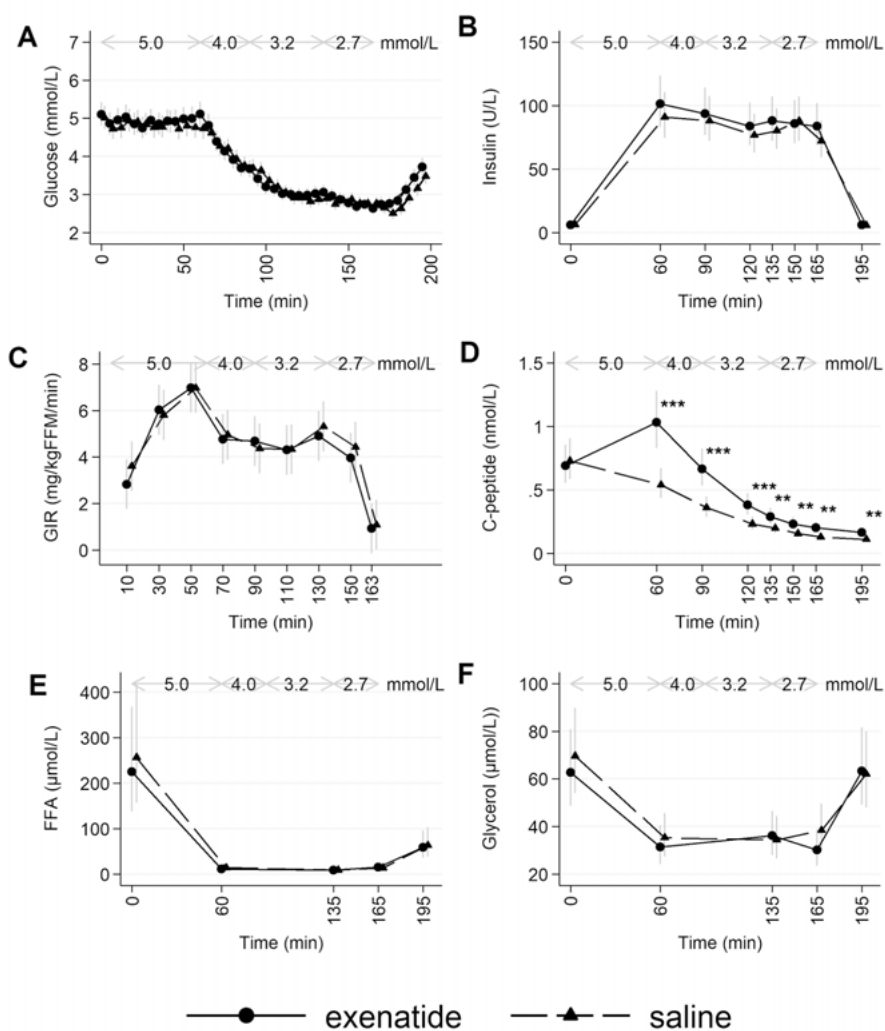 A
5.0 4.0 3.2 2.7 mmol/L
7
6
5
4
3
2
Glucose (mmol/L)
0 50 100 150 200
Time (min)
B
5.0 4.0 3.2 2.7 mmol/L
150
100
50
0
Insulin (U/L)
0 60 90 120 135 150 165 195
Time (min)
C
5.0 4.0 3.2 2.7 mmol/L
8
6
4
2
0
GIR (mg/kgFFM/min)
10 30 50 70 90 110 130 150 163
Time (min)
D
5.0 4.0 3.2 2.7 mmol/L
1.5
1
.5
0
C-peptide (nmol/L)
*** *** *** ** ** ** **
0 60 90 120 135 150 165 195
Time (min)
E
5.0 4.0 3.2 2.7 mmol/L
400
300
200
100
0
FFA (µmol/L)
0 60 135 165 195
Time (min)
F
5.0 4.0 3.2 2.7 mmol/L
100
80
60
40
20
Glycerol (µmol/L))
0 60 135 165 195
Time (min)
exenatide saline